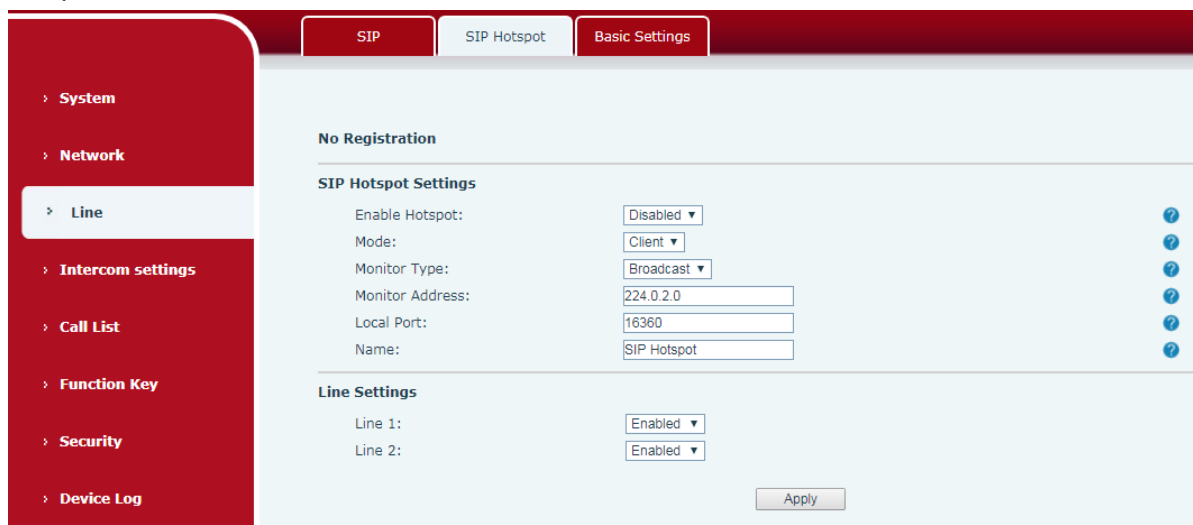 SIP
SIP Hotspot
Basic Settings
System
Network
Line
Intercom settings
Call List
Function Key
Security
Device Log
No Registration
SIP Hotspot Settings
Enable Hotspot: Disabled
Mode: Client
Monitor Type: Broadcast
Monitor Address: 224.0.2.0
Local Port: 16360
Name: SIP Hotspot
Line Settings
Line 1: Enabled
Line 2: Enabled
Apply